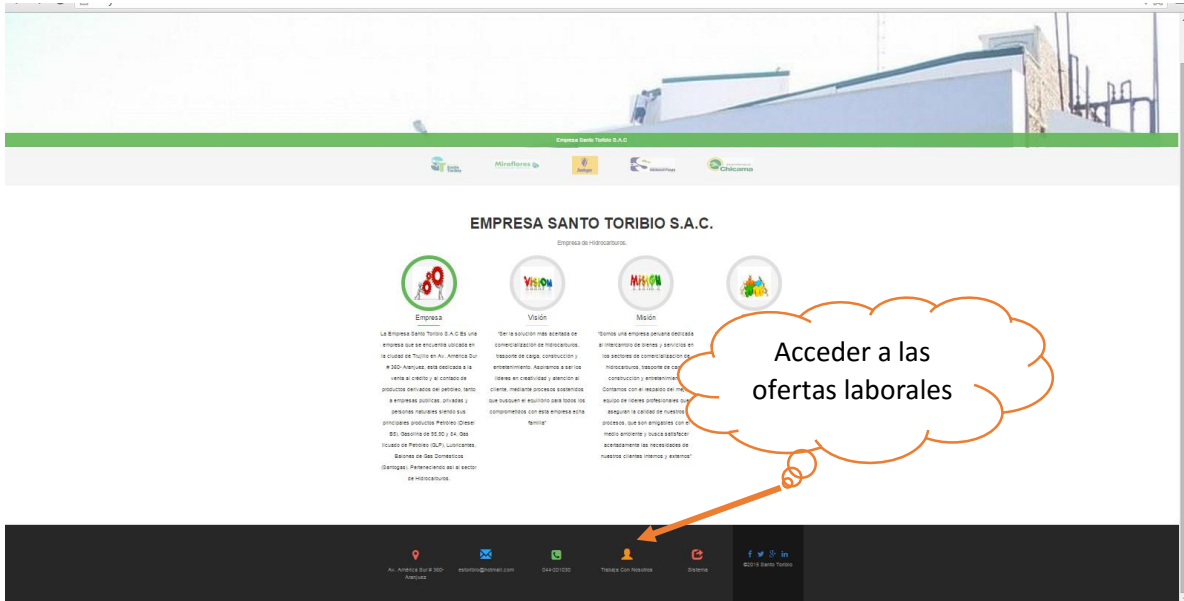 Empresa Santo Toribio S.A.C
Santo
Toribio
Miraflores
Santogas
Chicama
EMPRESA SANTO TORIBIO S.A.C.
Empresa de Hidrocarburos.
Empresa
La Empresa Santo Toribio S.A.C Es una
empresa que se encuentra ubicada en
la ciudad de Trujillo en Av. América Sur
# 360- Aranjuez, está dedicada a la
venta al crédito y al contado de
productos derivados del petróleo, tanto
a empresas públicas, privadas y
personas naturales siendo sus
principales productos Petróleo (Diesel
B5), Gasolina de 95,90 y 84, Gas
licuado de Petróleo (GLP), Lubricantes,
Balones de Gas Domésticos
(Santogas). Perteneciendo así al sector
de Hidrocarburos.
VISION
Visión
"Ser la solución más acertada de
comercialización de hidrocarburos,
trasporte de carga, construcción y
entretenimiento. Aspiramos a ser los
líderes en creatividad y atención al
cliente, mediante procesos sostenidos
que busquen el equilibrio para todos los
comprometidos con esta empresa echa
familia"
MISION
Misión
"Somos una empresa peruana dedicada
al intercambio de bienes y servicios en
los sectores de comercialización de
hidrocarburos, trasporte de
construcción y
Contamos con el respaldo del
equipo de líderes profesionales que
aseguran la calidad de nuestros
procesos, que son amigables con el
medio ambiente y busca satisfacer
acertadamente las necesidades de
nuestros clientes internos y externos"
Acceder a las
ofertas laborales
Av. América Sur # 360-
Aranjuez
estoribio@hotmail.com
044-001030
Trabaja Con Nosotros
Sistema
©2015 Santo Toribio